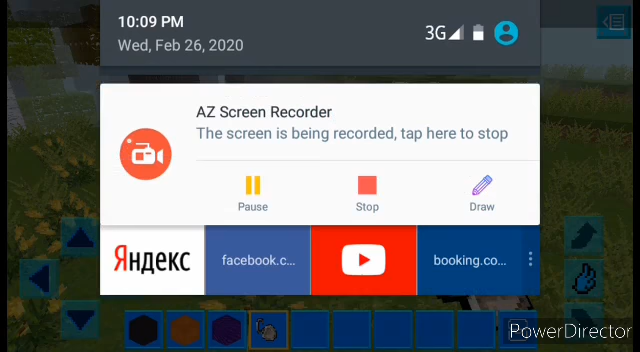 10:09 PM
3G
Wed, Feb 26, 2020
AZ Screen Recorder
The screen is being recorded, tap here to stop
Pause
Stop
Draw
Яндекс
facebook.c...
booking.co...
PowerDirector